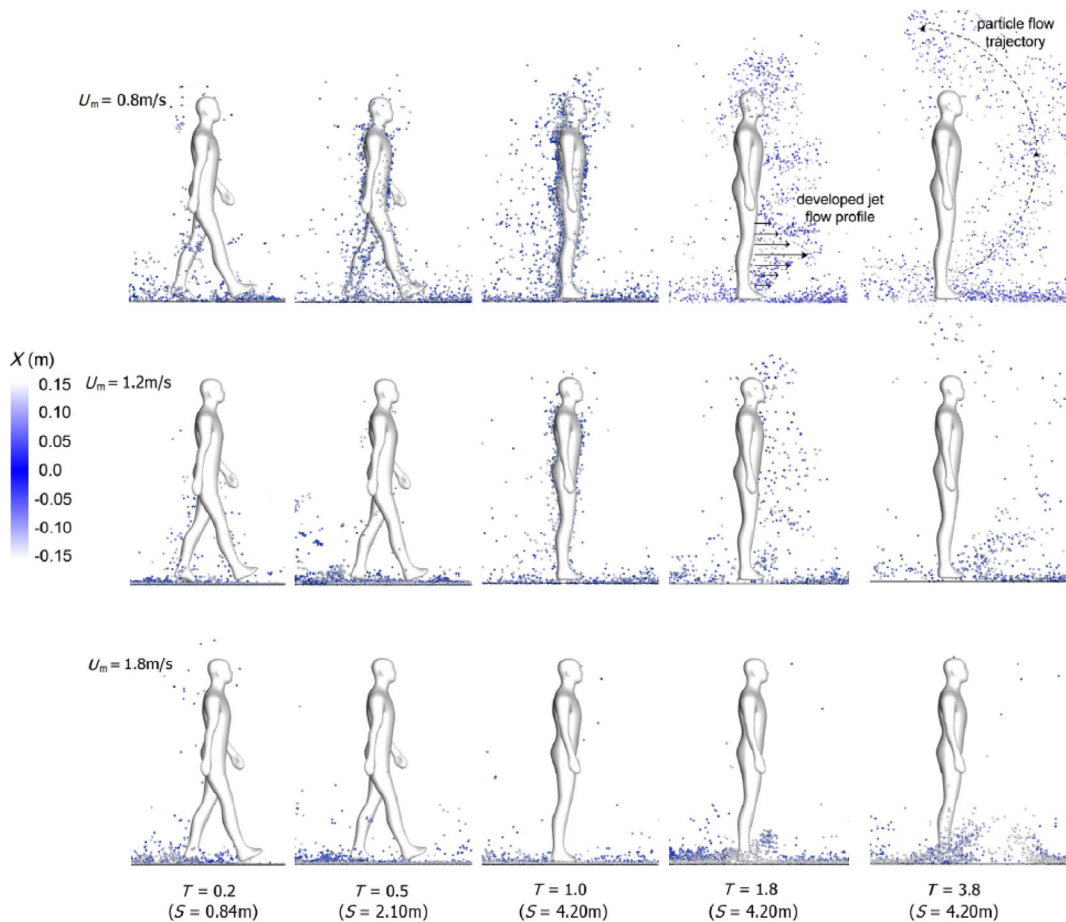 particle flow
trajectory
U_m = 0.8m/s
developed jet
flow profile
X (m)
0.15
0.10
0.05
0.0
-0.05
-0.10
-0.15
U_m = 1.2m/s
U_m = 1.8m/s
T = 0.2 T = 0.5 T = 1.0 T = 1.8 T = 3.8
(S = 0.84m) (S = 2.10m) (S = 4.20m) (S = 4.20m) (S = 4.20m)